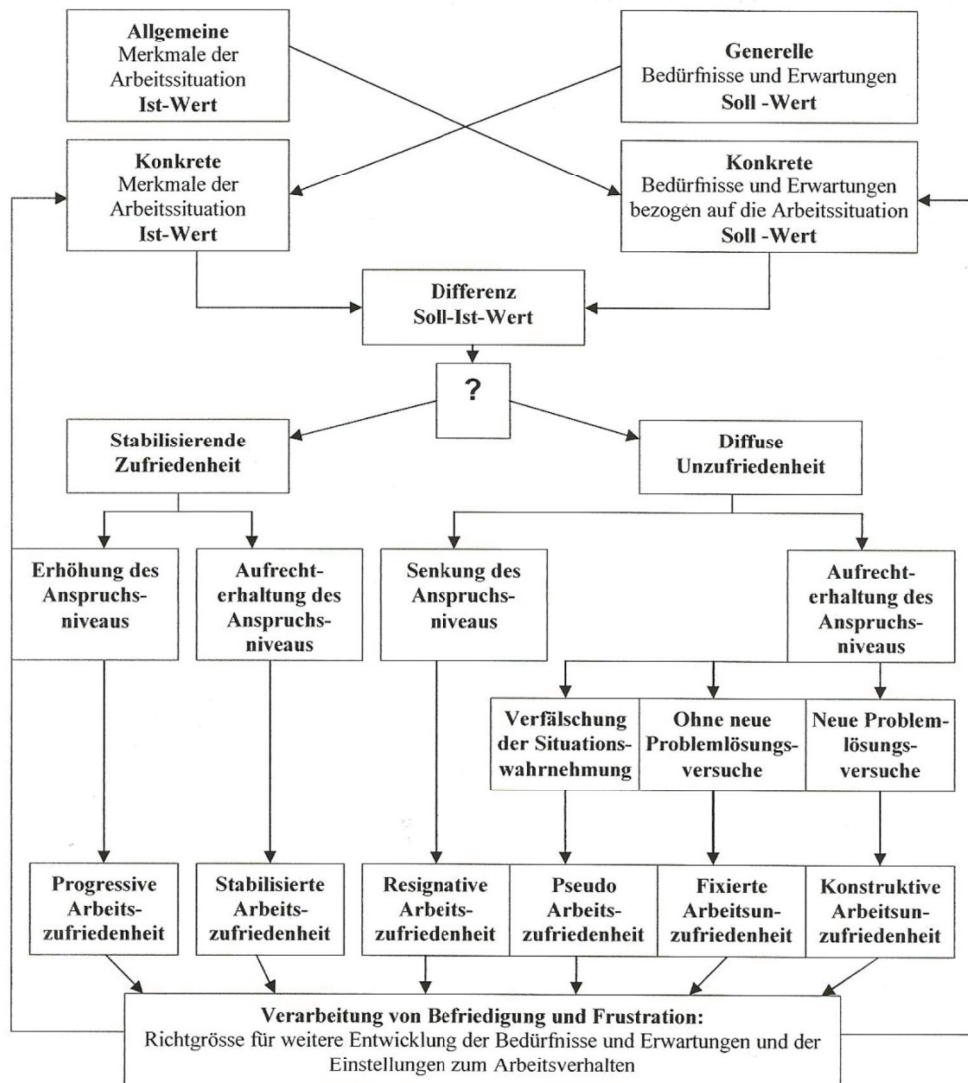 Allgemeine
Merkmale der
Arbeitssituation
Ist-Wert
Generelle
Bedürfnisse und Erwartungen
Soll -Wert
Konkrete
Merkmale der
Arbeitssituation
Ist-Wert
Konkrete
Bedürfnisse und Erwartungen
bezogen auf die Arbeitssituation
Soll -Wert
Differenz
Soll-Ist-Wert
?
Stabilisierende
Zufriedenheit
Diffuse
Unzufriedenheit
Erhöhung des
Anspruchs-
niveaus
Aufrecht-
erhaltung des
Anspruchs-
niveaus
Senkung des
Anspruchs-
niveaus
Aufrecht-
erhaltung des
Anspruchs-
niveaus
Verfälschung
der Situations-
wahrnehmung
Ohne neue
Problemlösungs-
versuche
Neue Problem-
lösungs-
versuche
Progressive
Arbeits-
zufriedenheit
Stabilisierte
Arbeits-
zufriedenheit
Resignative
Arbeits-
zufriedenheit
Pseudo
Arbeits-
zufriedenheit
Fixierte
Arbeitsun-
zufriedenheit
Konstruktive
Arbeitsun-
zufriedenheit
Verarbeitung von Befriedigung und Frustration:
Richtgrösse für weitere Entwicklung der Bedürfnisse und Erwartungen und der
Einstellungen zum Arbeitsverhalten